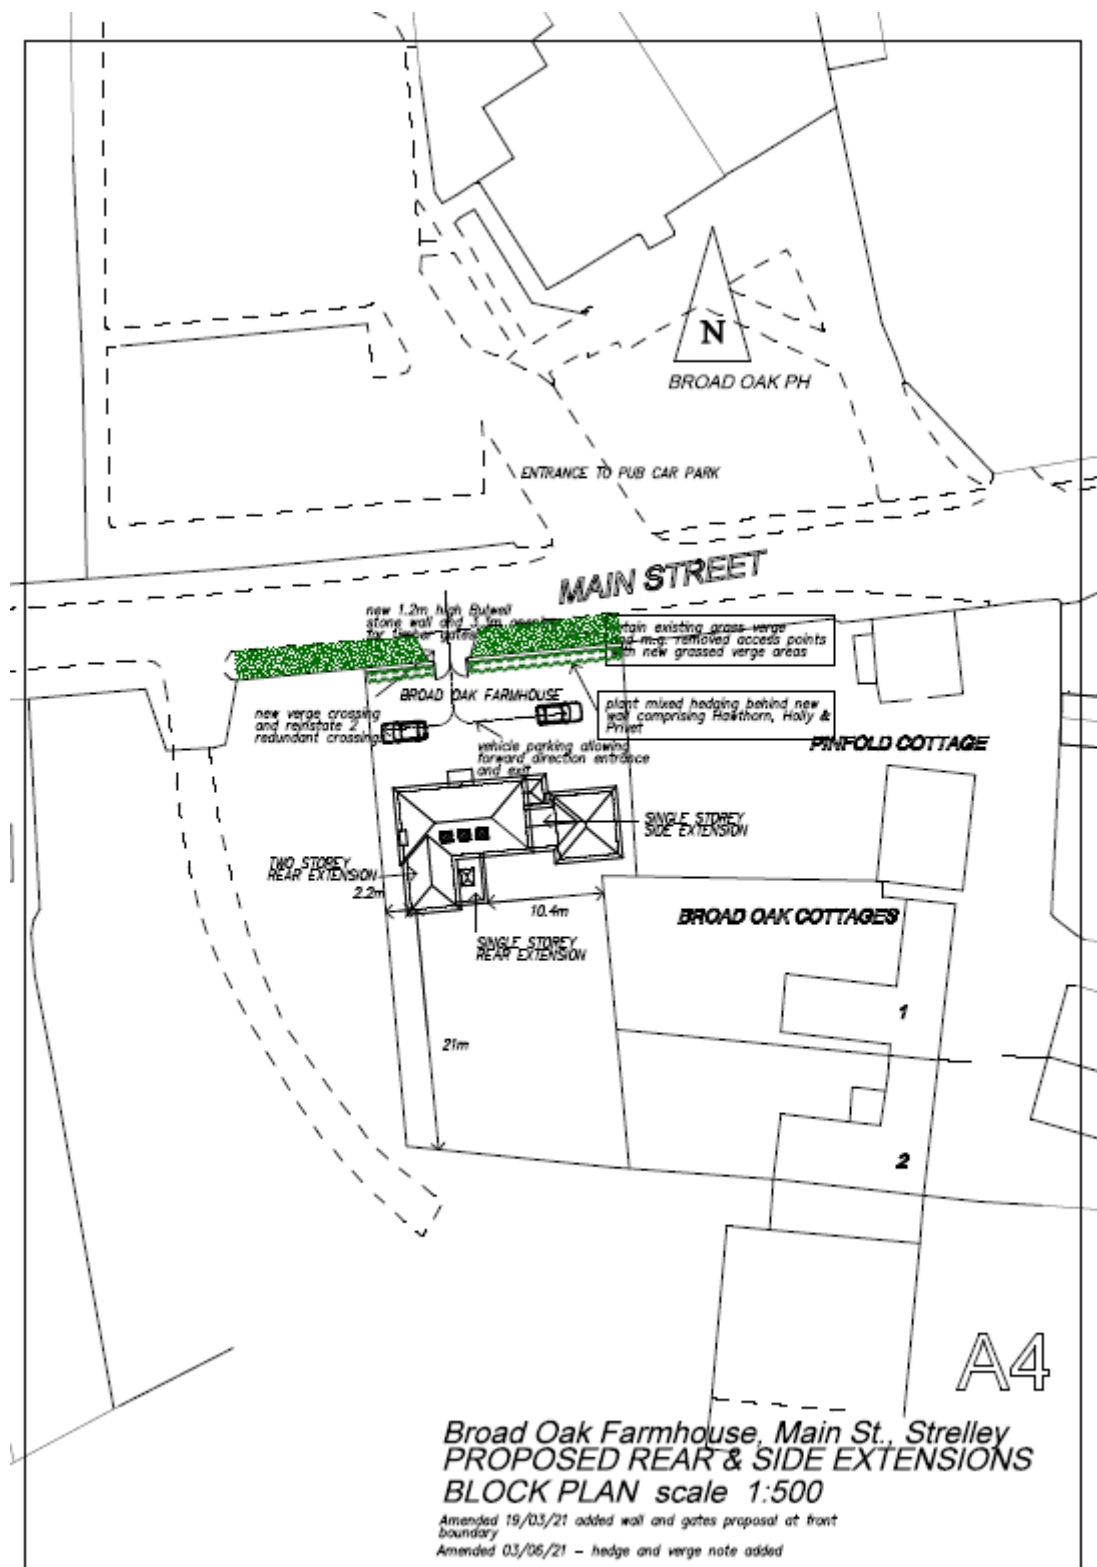 N
BROAD OAK PH
ENTRANCE TO PUB CAR PARK
MAIN STREET
new 1.2m high Bulwell
stone wall and 3.3m
for timber gates
existing grass verge
removed access points
new grassed verge areas
BROAD OAK FARMHOUSE
plant mixed hedging behind new
wall comprising Hawthorn, Holly &
Privet
new verge crossing
and reinstate 2
redundant crossings
vehicle parking allowing
forward direction entrance
and exit
PINFOLD COTTAGE
SINGLE STOREY
SIDE EXTENSION
TWO STOREY
REAR EXTENSION
2.2m
10.4m
BROAD OAK COTTAGES
SINGLE STOREY
REAR EXTENSION
1
21m
2
A4
Broad Oak Farmhouse, Main St., Strelley
PROPOSED REAR & SIDE EXTENSIONS
BLOCK PLAN scale 1:500
Amended 19/03/21 added wall and gates proposal at front
boundary
Amended 03/06/21 - hedge and verge note added